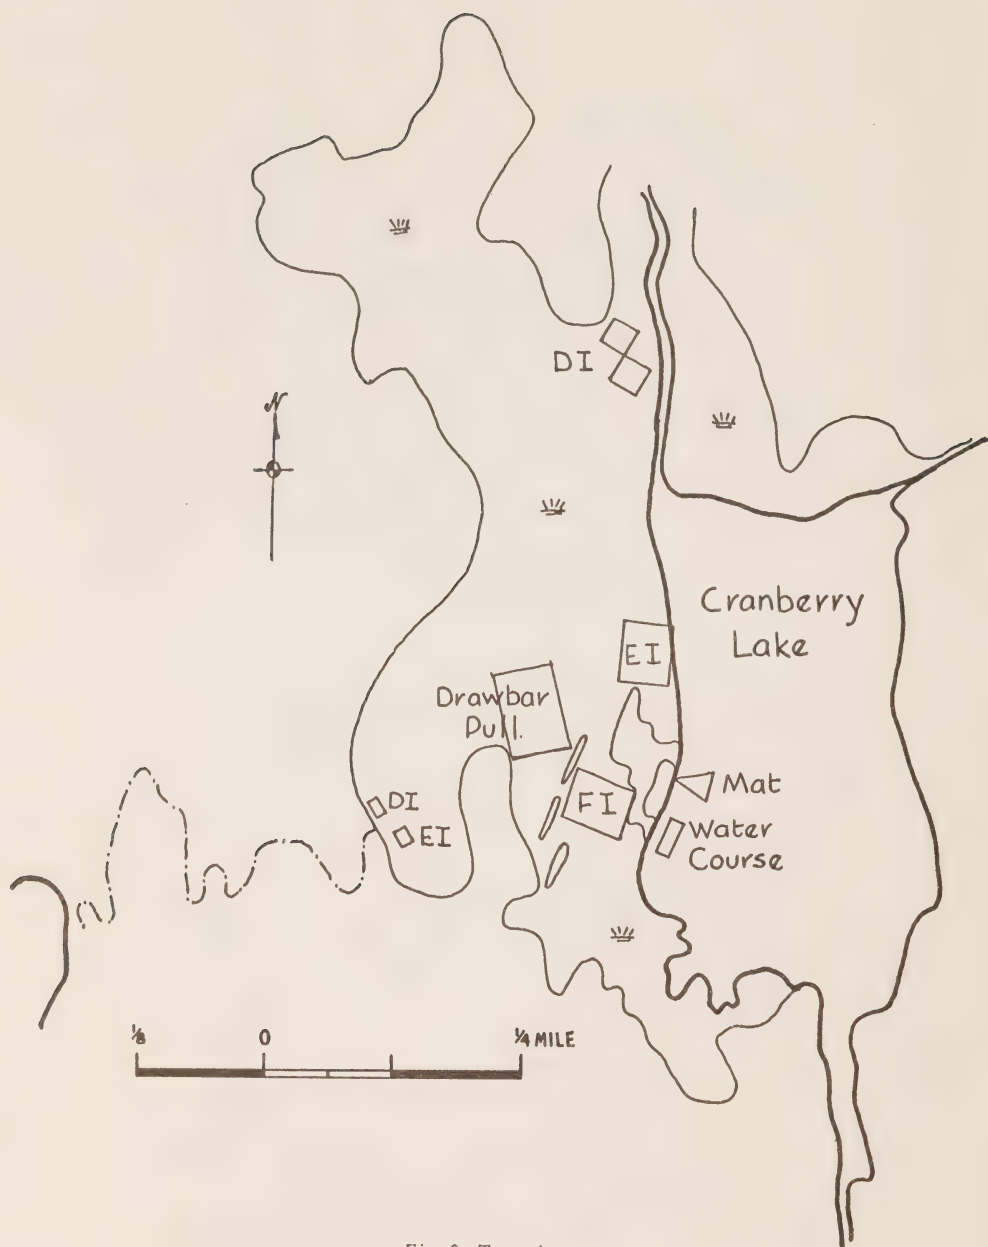 N
DI
Cranberry
Lake
EI
Drawbar
Pull.
Mat
DI
FI
Water
EI
Course
⅛ 0 ¼ MILE